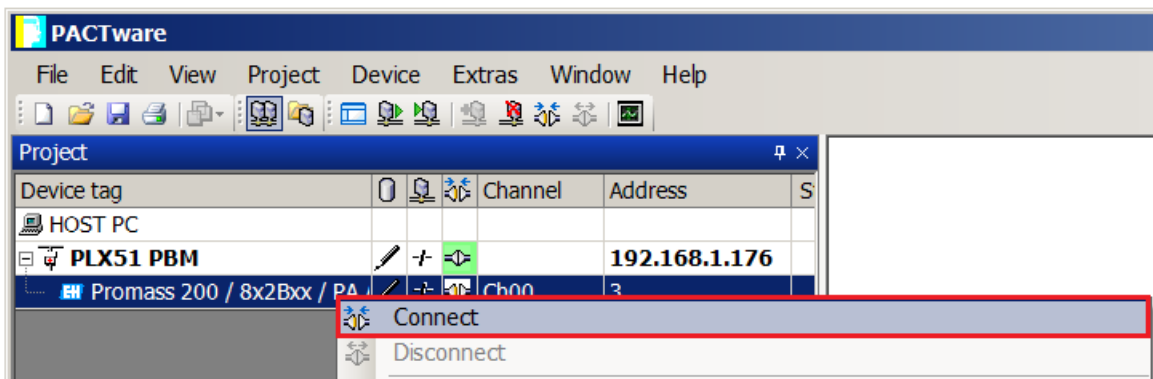 PACTware
File Edit View Project Device Extras Window Help
Project
Device tag Channel Address S
HOST PC
PLX51 PBM 192.168.1.176
EH Promass 200 / 8x2Bxx / PA / Ch00 3
Connect
Disconnect